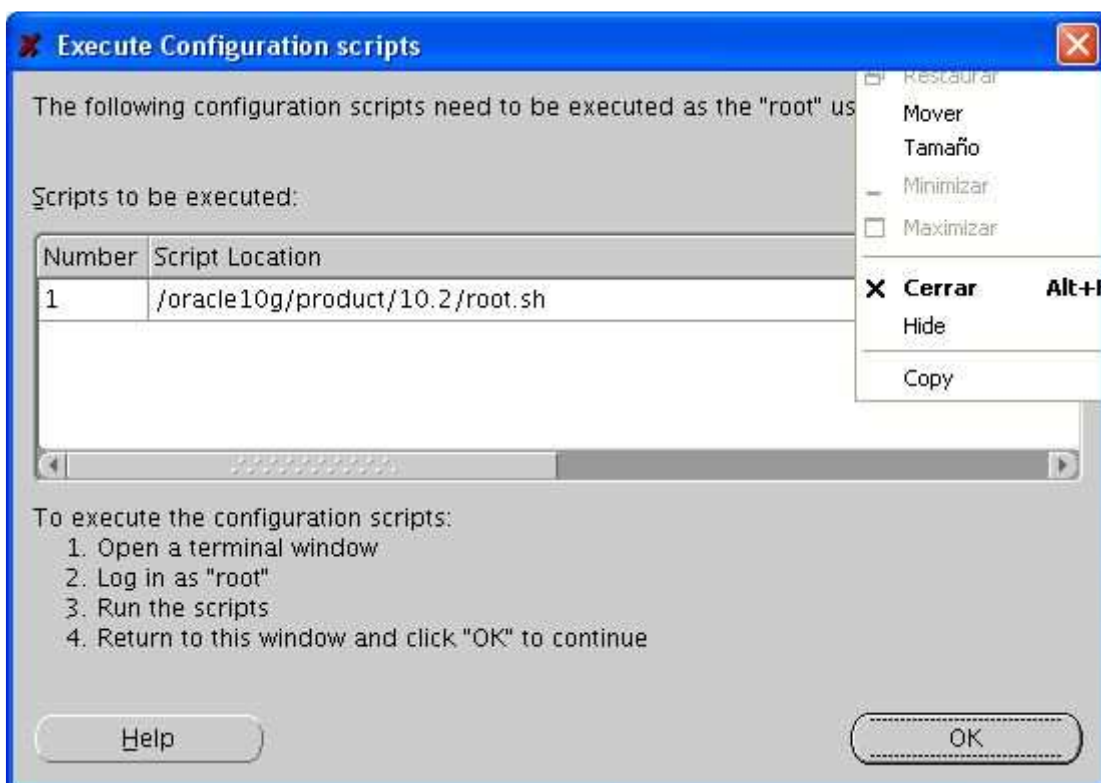 Execute Configuration scripts
The following configuration scripts need to be executed as the "root" us
Restaurar
Mover
Tamaño
Minimizar
Maximizar
Cerrar Alt+
Hide
Copy
Scripts to be executed:
Number Script Location
1 /oracle10g/product/10.2/root.sh
To execute the configuration scripts:
1. Open a terminal window
2. Log in as "root"
3. Run the scripts
4. Return to this window and click "OK" to continue
Help
OK